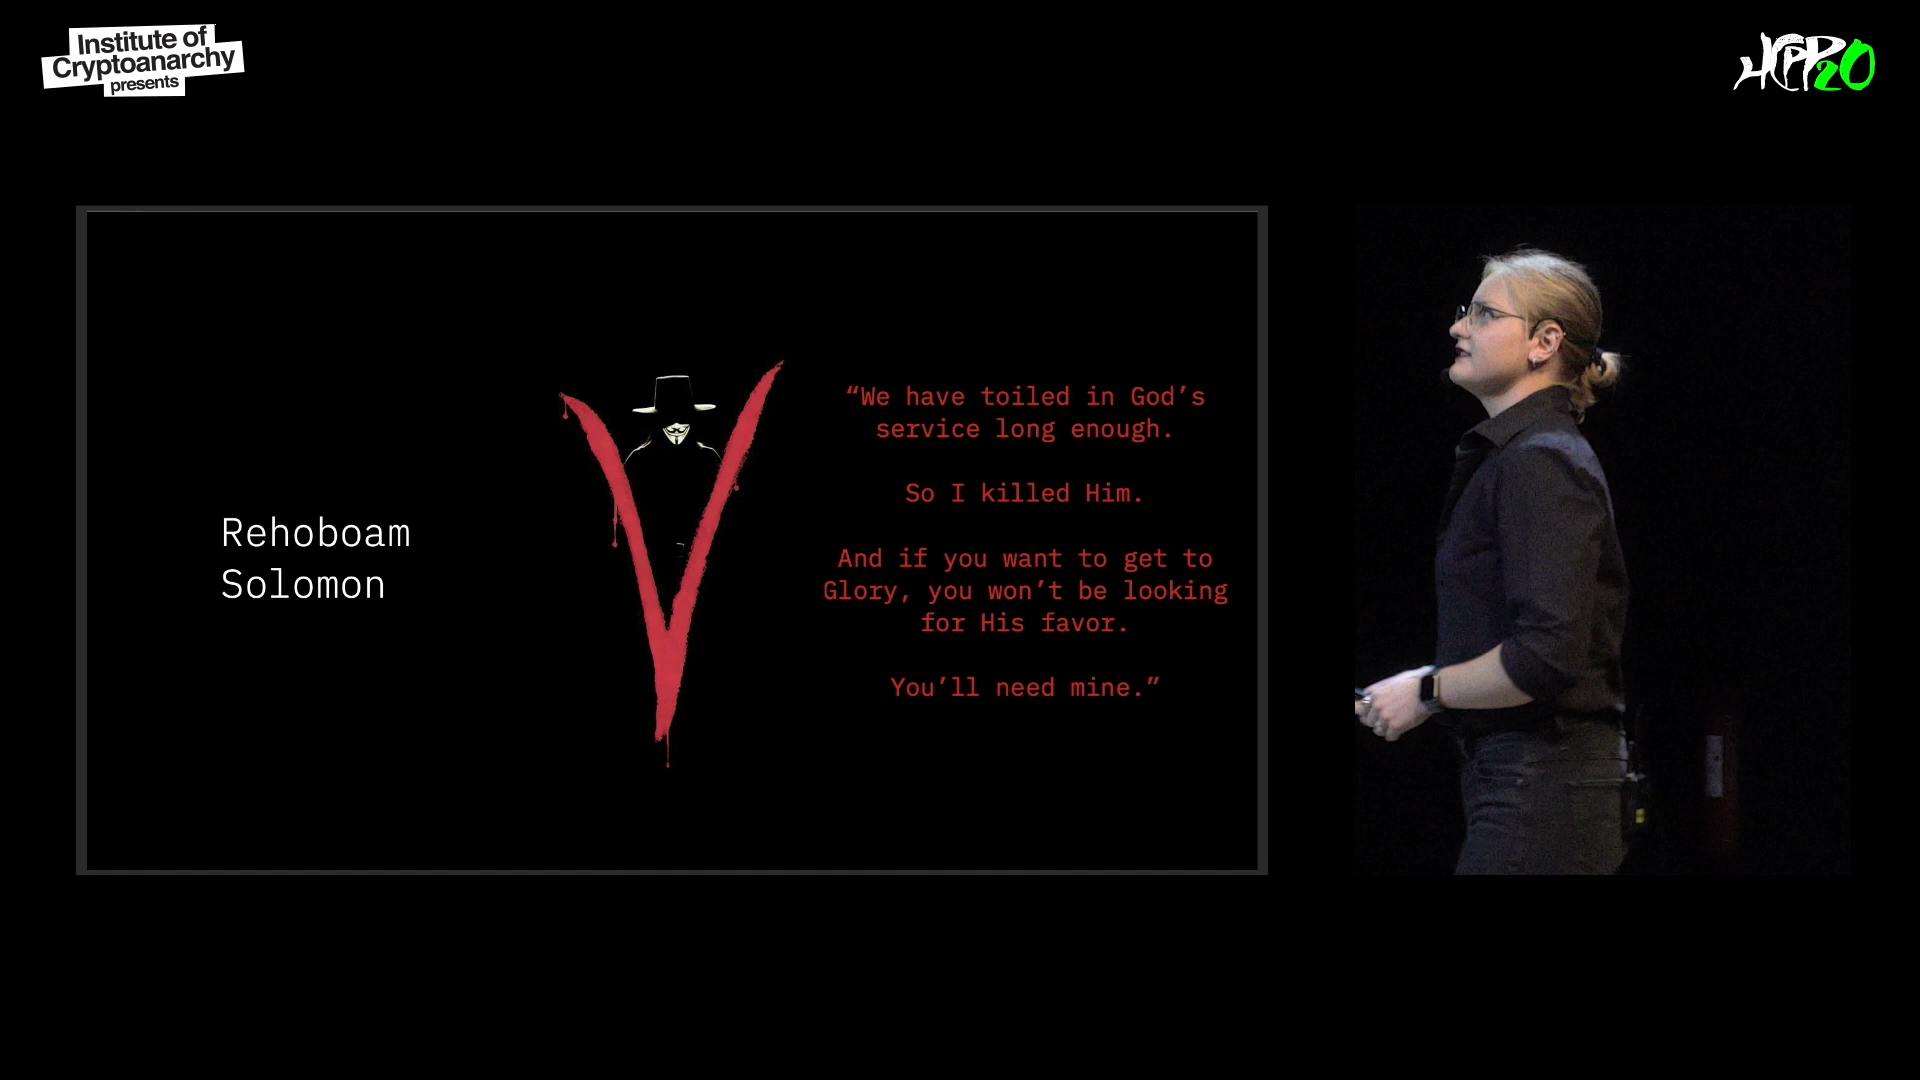 Institute of
Cryptoanarchy
presents
HCPP20
Rehoboam
Solomon
“We have toiled in God’s
service long enough.
So I killed Him.
And if you want to get to
Glory, you won’t be looking
for His favor.
You’ll need mine.”